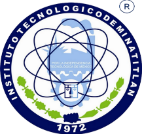 ®
INSTITUTO TECNOLOGICO DE MINATITLAN
1972